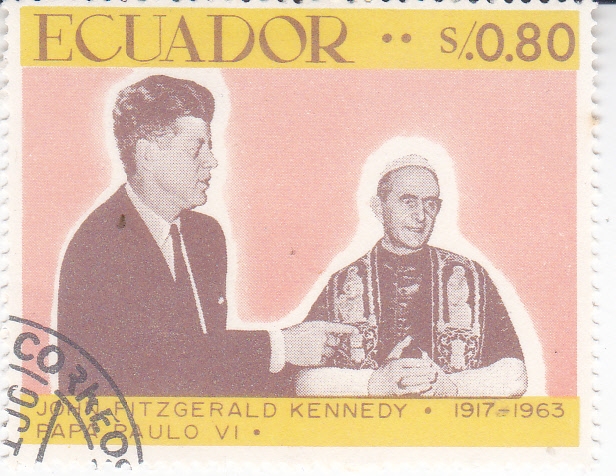 ECUADOR •• S/.0.80
JOHN FITZGERALD KENNEDY • 1917-1963
PAPA PAULO VI •
CORREOS